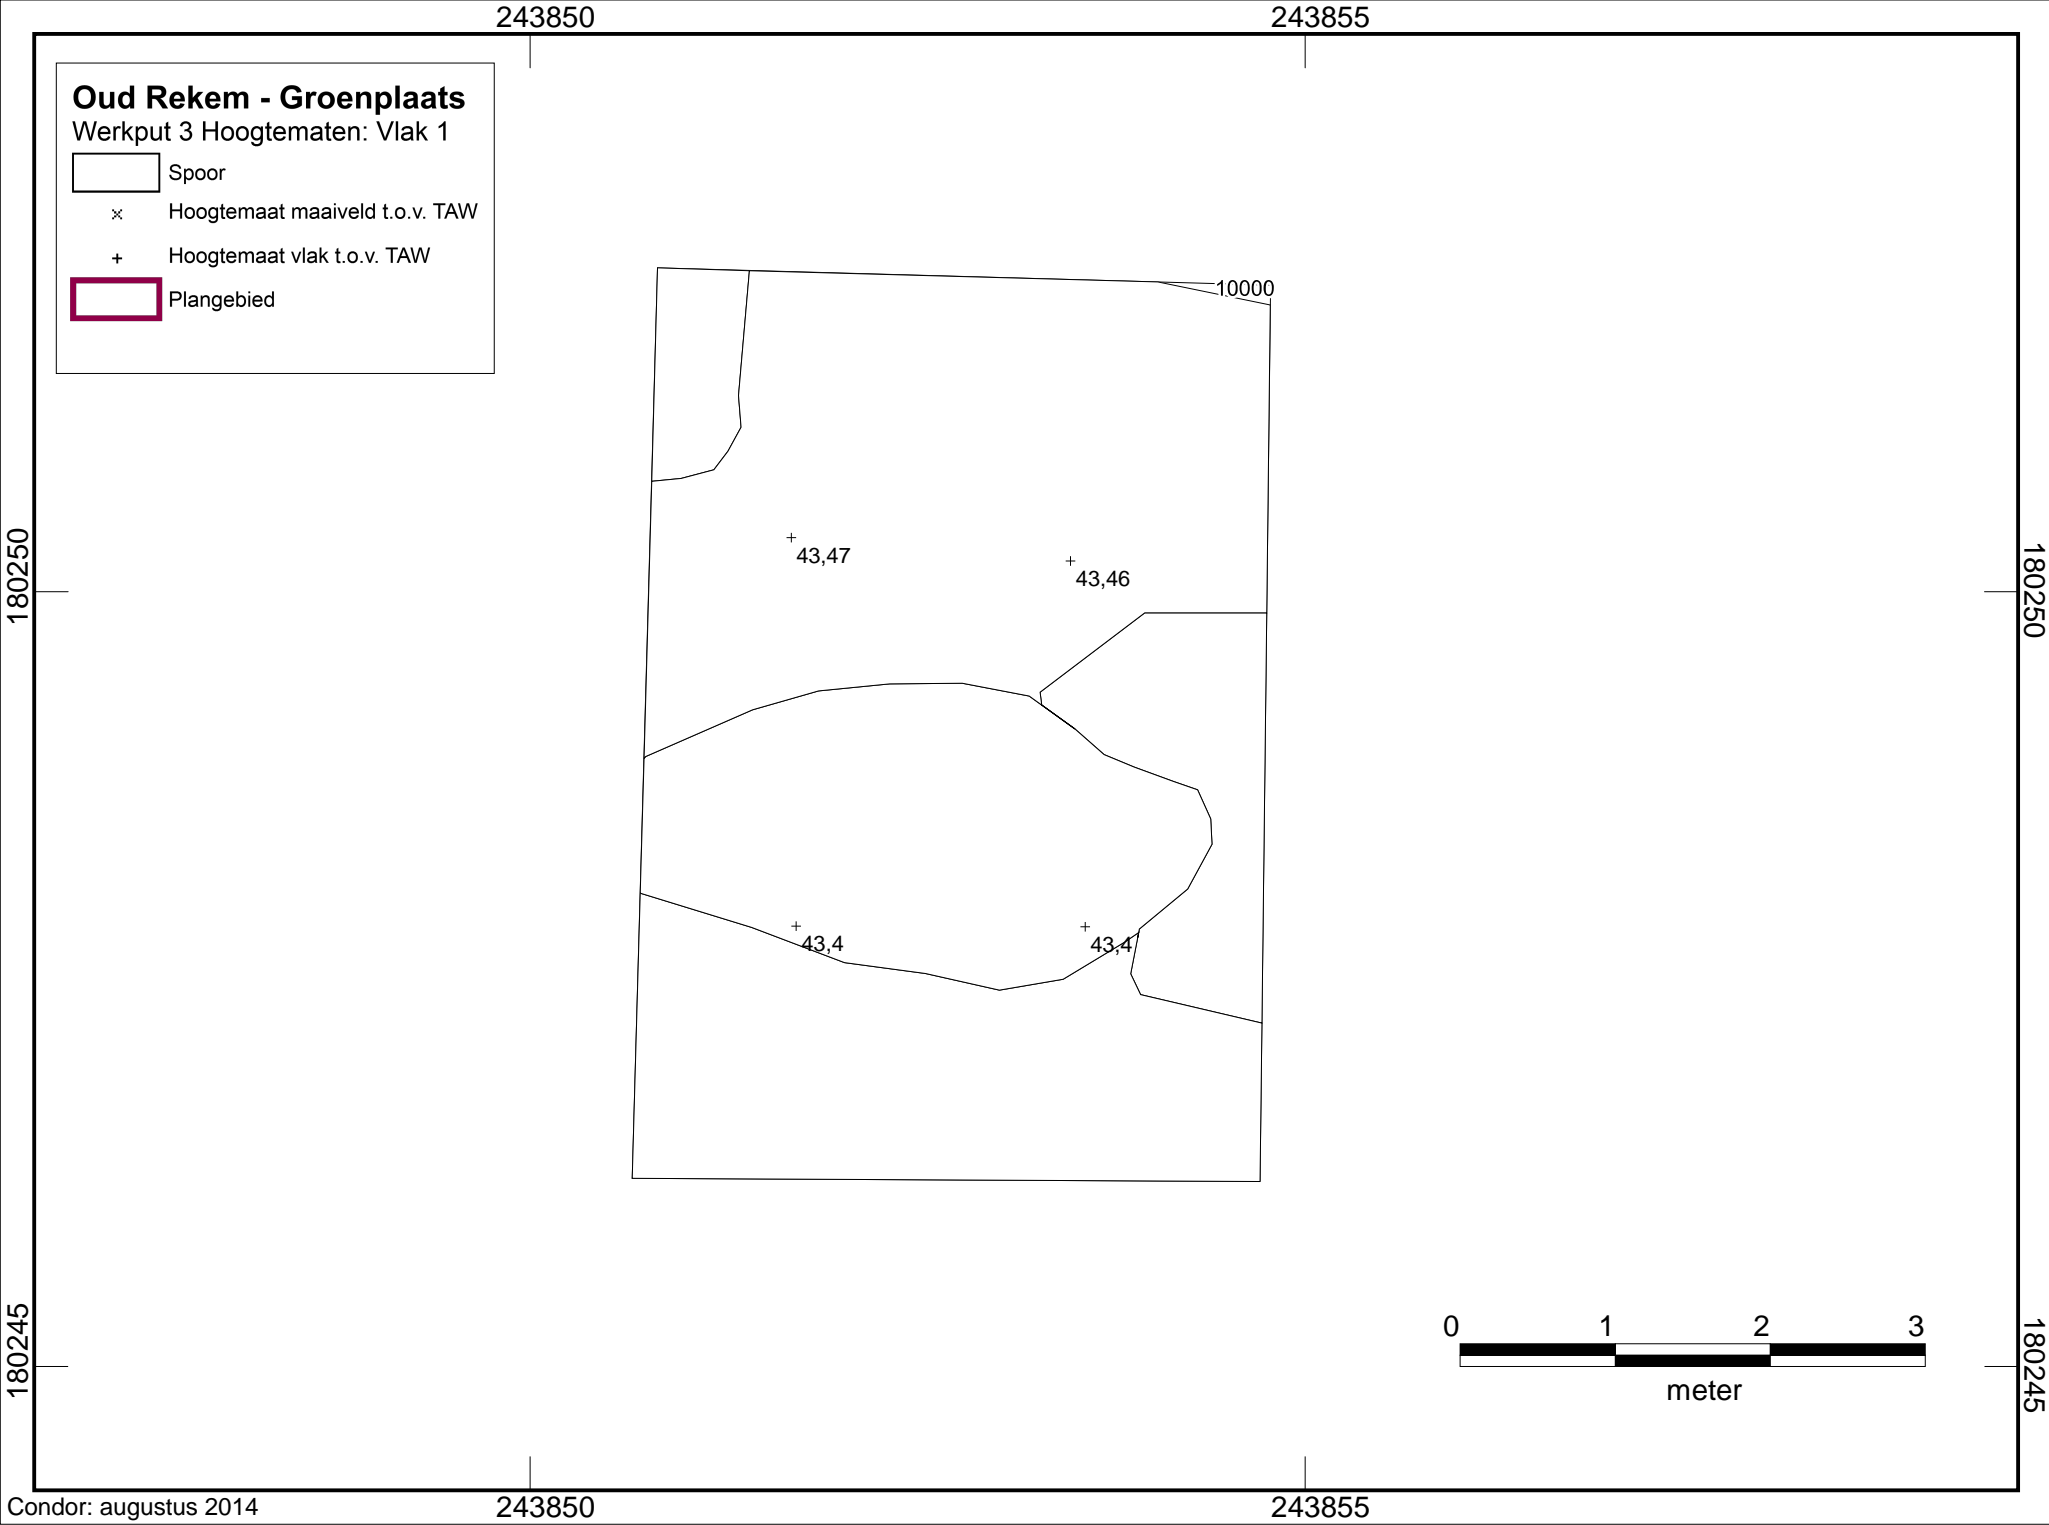 243850 243855
Oud Rekem - Groenplaats
Werkput 3 Hoogtematen: Vlak 1
Spoor
Hoogtemaat maaiveld t.o.v. TAW
Hoogtemaat vlak t.o.v. TAW
Plangebied
10000
180250 180250
43,47
43,46
43,4 43,4
180245 180245
0 1 2 3
meter
243850 243855
Condor: augustus 2014